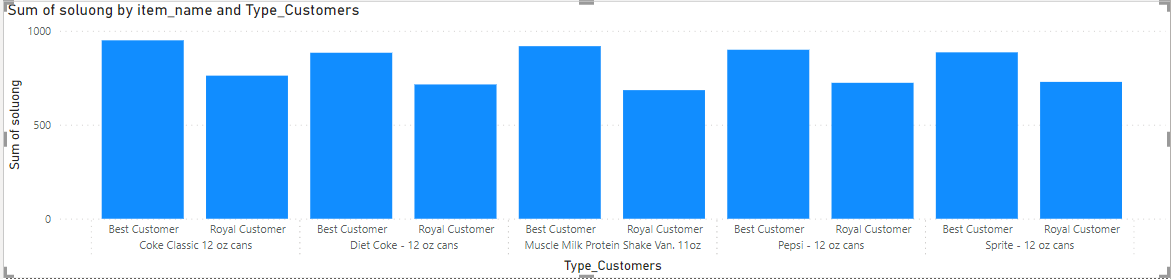 Sum of soluong by item_name and Type_Customers
1000
500
0
Sum of soluong
Best Customer Royal Customer Best Customer Royal Customer Best Customer Royal Customer Best Customer Royal Customer Best Customer Royal Customer
Coke Classic 12 oz cans Diet Coke - 12 oz cans Muscle Milk Protein Shake Van, 11oz Pepsi - 12 oz cans Sprite - 12 oz cans
Type_Customers